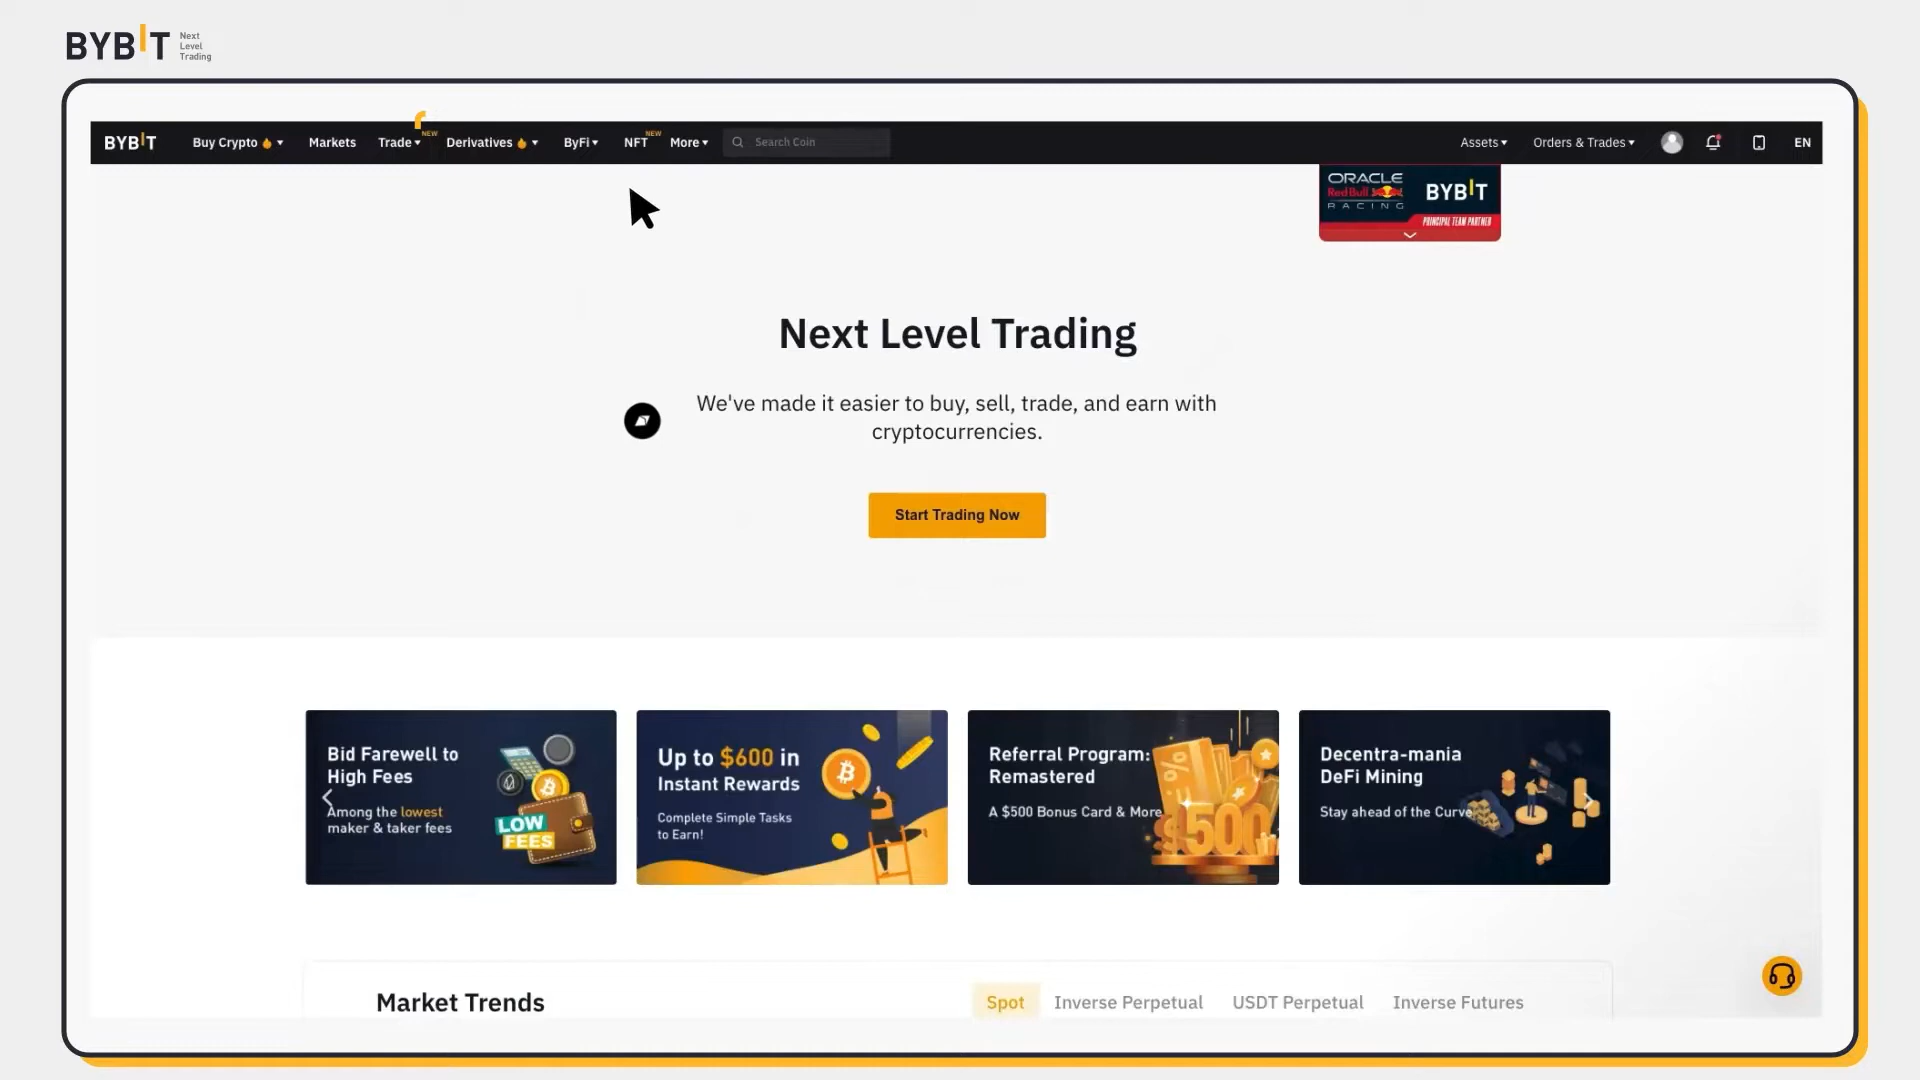 BYBIT Next
Level
Trading
BYBIT Buy Crypto Markets Trade NEW Derivatives ByFi NFT NEW More Search Coin Assets Orders & Trades EN
ORACLE
Red Bull
RACING
BYBIT
PRINCIPAL TEAM PARTNER
Next Level Trading
We've made it easier to buy, sell, trade, and earn with
cryptocurrencies.
Start Trading Now
Bid Farewell to
High Fees
Among the lowest
maker & taker fees
LOW
FEES
Up to $600 in
Instant Rewards
Complete Simple Tasks
to Earn!
Referral Program:
Remastered
A $500 Bonus Card & More
$500
Decentra-mania
DeFi Mining
Stay ahead of the Curve
Market Trends
Spot Inverse Perpetual USDT Perpetual Inverse Futures